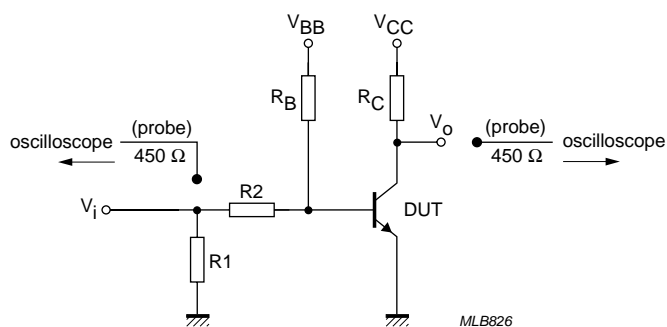 VBB
VCC
RB
RC
Vo
(probe)
450 Ω
oscilloscope
(probe)
450 Ω
oscilloscope
R2
DUT
Vi
R1
MLB826